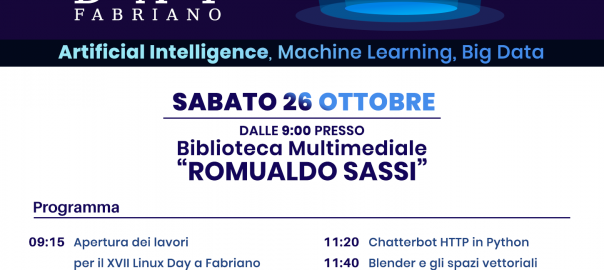 FABRIANO
Artificial Intelligence, Machine Learning, Big Data
SABATO 26 OTTOBRE
DALLE 9:00 PRESSO
Biblioteca Multimediale
“ROMUALDO SASSI”
Programma
09:15 Apertura dei lavori
per il XVII Linux Day a Fabriano
11:20 Chatterbot HTTP in Python
11:40 Blender e gli spazi vettoriali